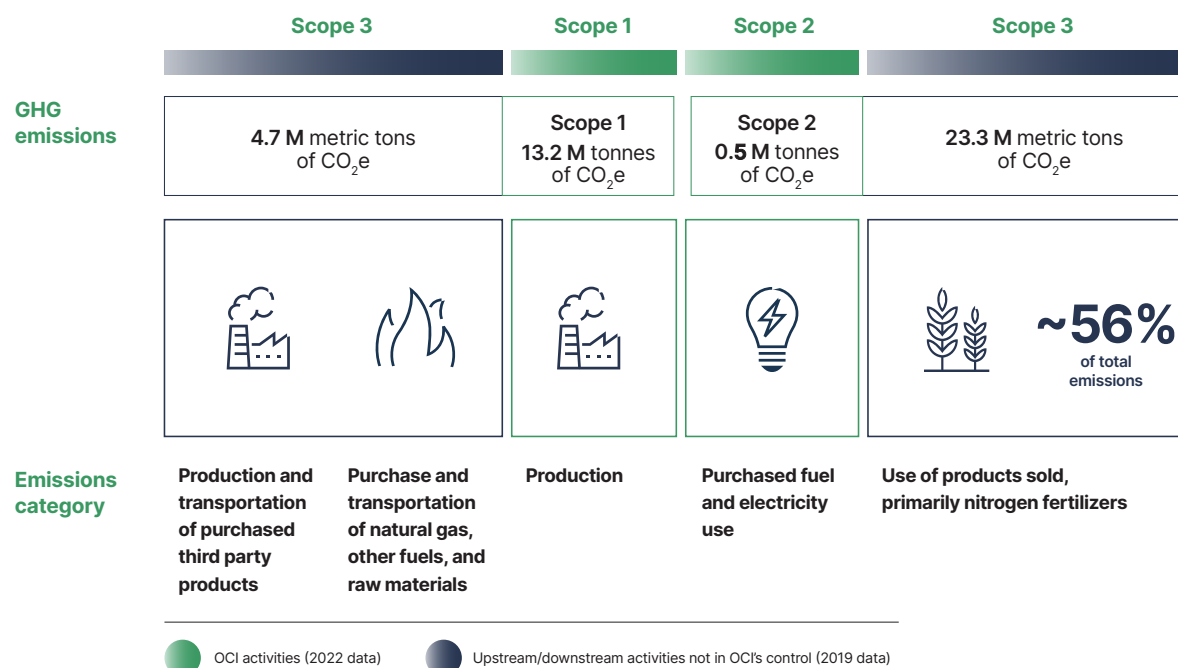 Scope 3
Scope 1
Scope 2
Scope 3
GHG
emissions
4.7 M metric tons
of CO2e
Scope 1
13.2 M tonnes
of CO2e
Scope 2
0.5 M tonnes
of CO2e
23.3 M metric tons
of CO2e
~56%
of total
emissions
Emissions
category
Production and
transportation
of purchased
third party
products
Purchase and
transportation
of natural gas,
other fuels, and
raw materials
Production
Purchased fuel
and electricity
use
Use of products sold,
primarily nitrogen fertilizers
OCI activities (2022 data)
Upstream/downstream activities not in OCI's control (2019 data)